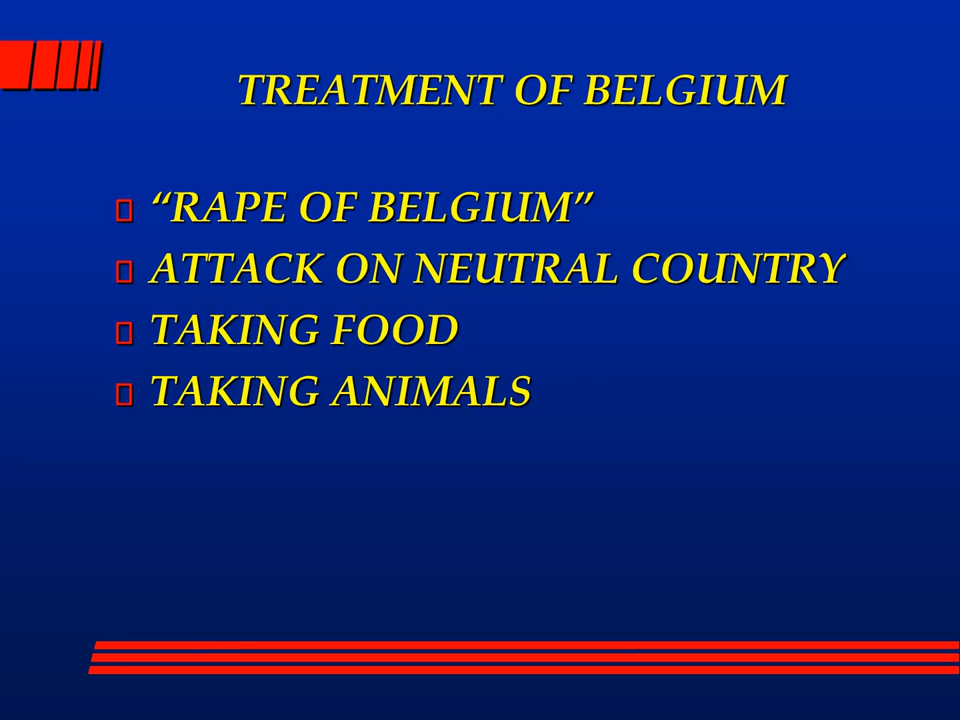 TREATMENT OF BELGIUM
“RAPE OF BELGIUM”
ATTACK ON NEUTRAL COUNTRY
TAKING FOOD
TAKING ANIMALS